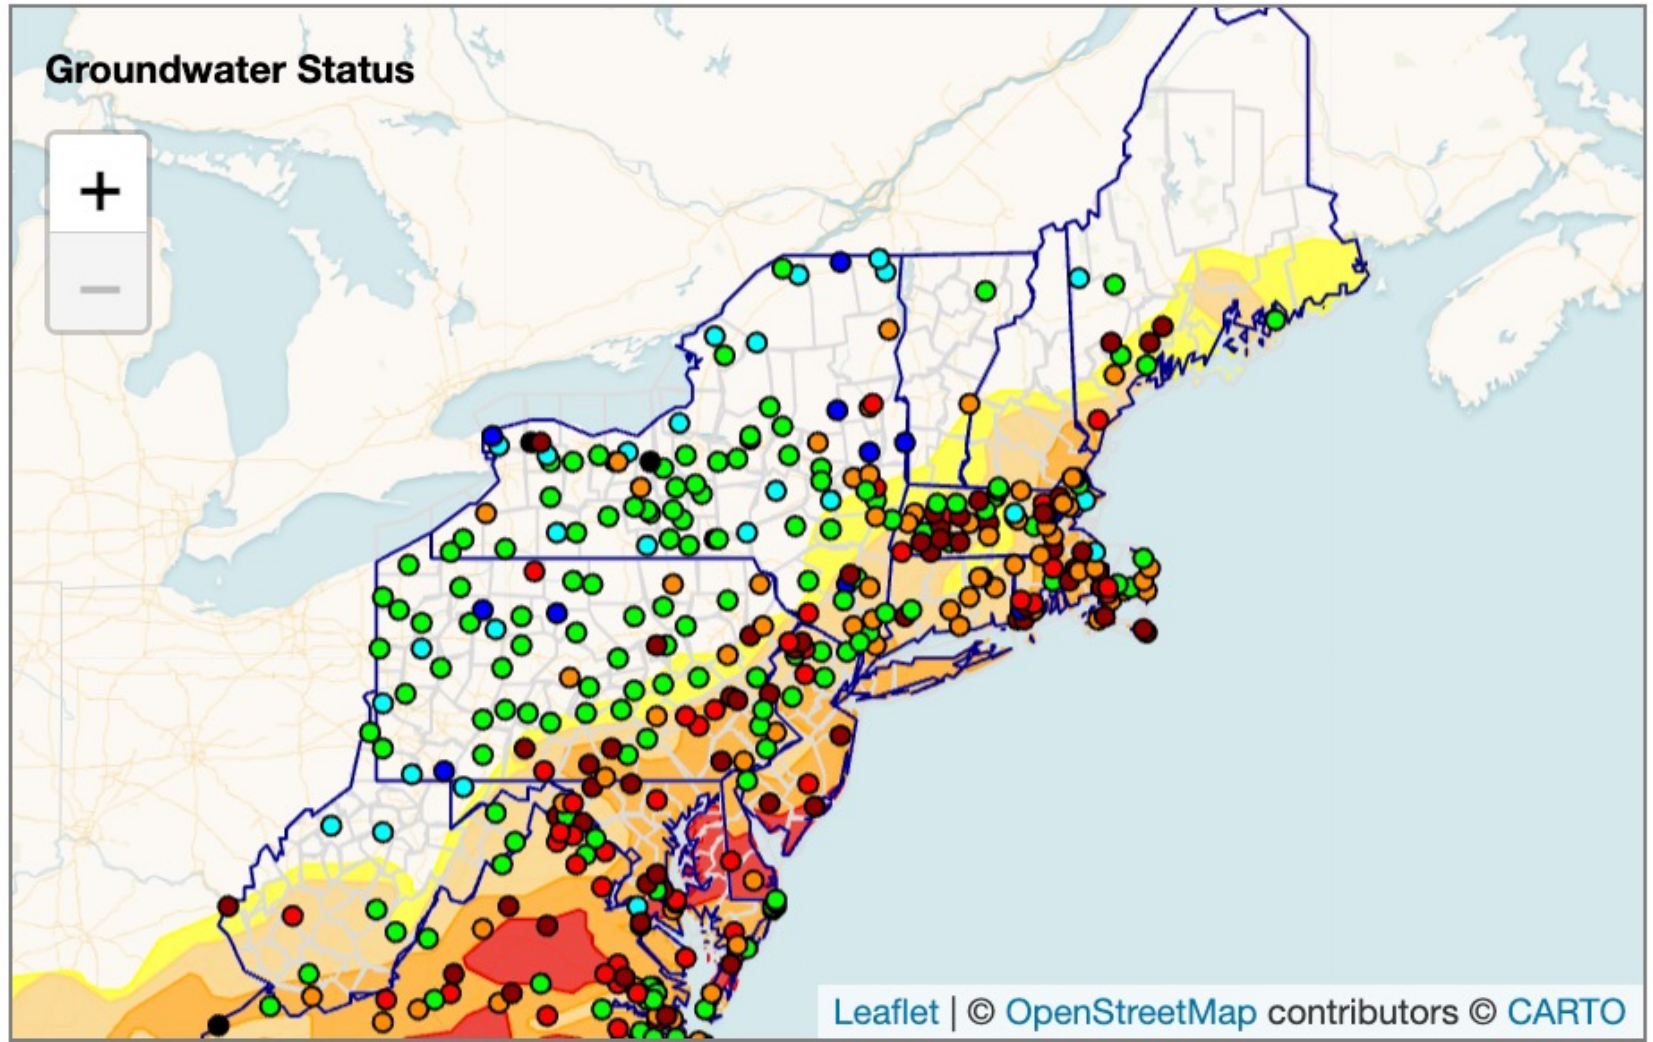 Groundwater Status
+
−
Leaflet | © OpenStreetMap contributors © CARTO